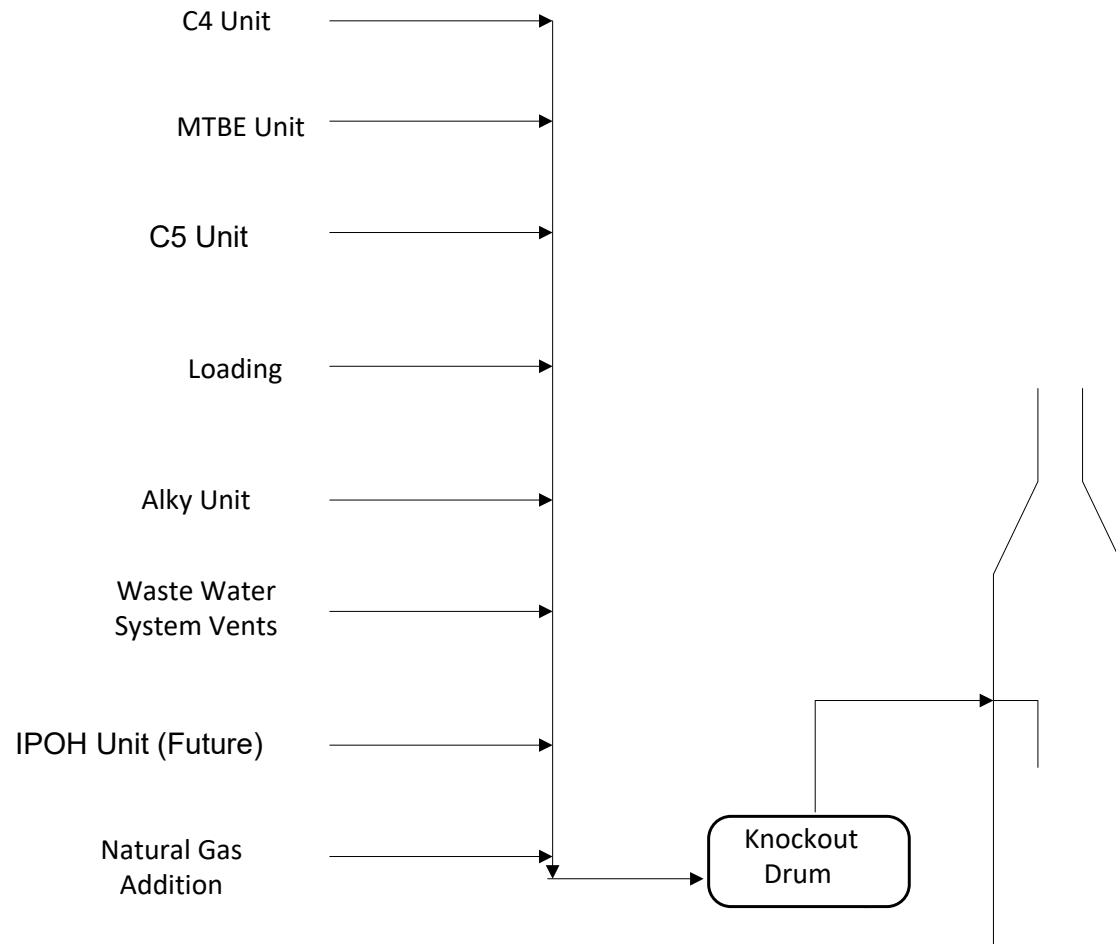 C4 Unit
MTBE Unit
C5 Unit
Loading
Alky Unit
Waste Water
System Vents
IPOH Unit (Future)
Natural Gas
Addition
Knockout
Drum